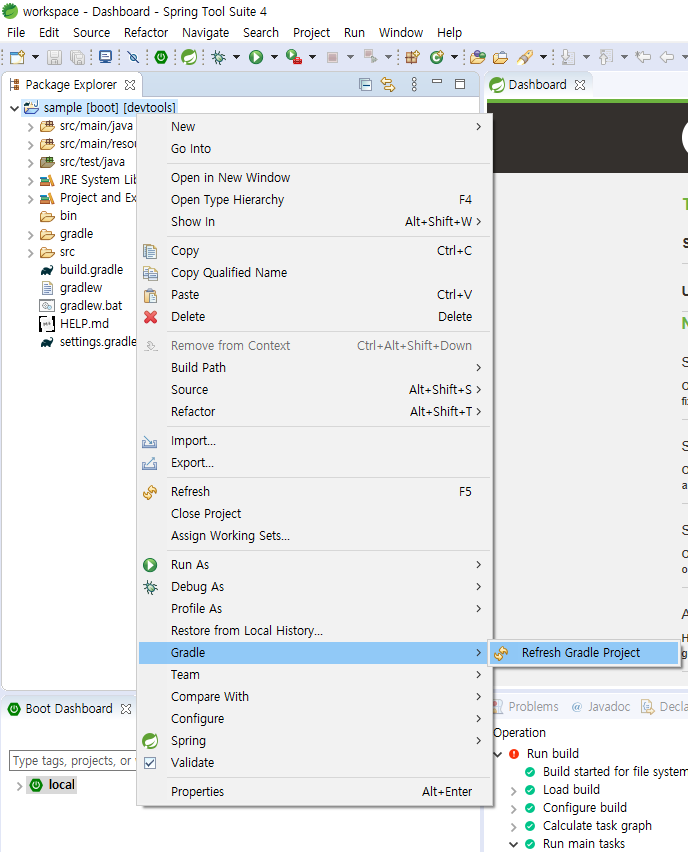 workspace - Dashboard - Spring Tool Suite 4
File Edit Source Refactor Navigate Search Project Run Window Help
Package Explorer
Dashboard
sample [boot] [devtools]
src/main/java
src/main/resou
src/test/java
JRE System Lib
Project and Ex
bin
gradle
src
build.gradle
gradlew
gradlew.bat
HELP.md
settings.gradle
New
Go Into
Open in New Window
Open Type Hierarchy F4
Show In Alt+Shift+W
Copy Ctrl+C
Copy Qualified Name
Paste Ctrl+V
Delete Delete
Remove from Context Ctrl+Alt+Shift+Down
Build Path
Source Alt+Shift+S
Refactor Alt+Shift+T
Import...
Export...
Refresh F5
Close Project
Assign Working Sets...
Run As
Debug As
Profile As
Restore from Local History...
Gradle
Refresh Gradle Project
Team
Compare With
Configure
Spring
Validate
Properties Alt+Enter
Boot Dashboard
Type tags, projects, or
local
Problems @ Javadoc Decla
Operation
Run build
Build started for file system
Load build
Configure build
Calculate task graph
Run main tasks